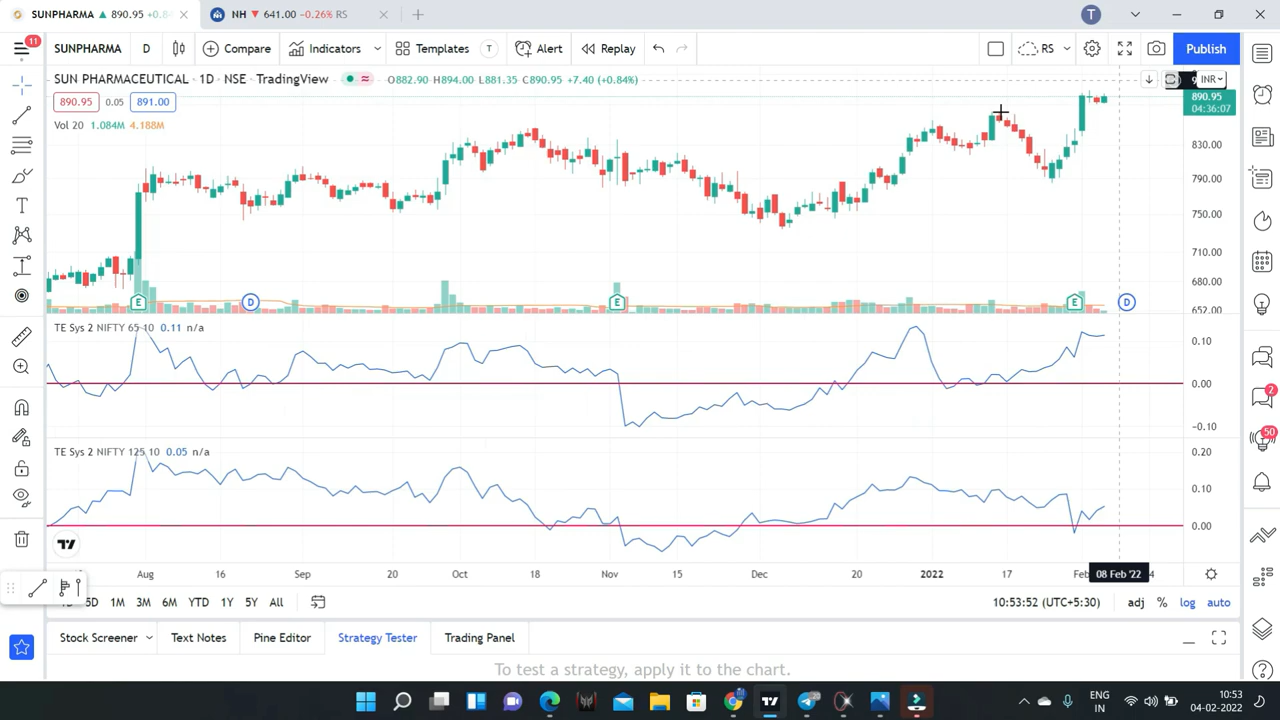 SUNPHARMA ▲ 890.95 +0.8
NH ▼ 641.00 −0.26% RS
T
11
SUNPHARMA D Compare Indicators Templates T Alert Replay RS Publish
SUN PHARMACEUTICAL · 1D · NSE · TradingView O882.90 H894.00 L881.35 C890.95 +7.40 (+0.84%)
INR
890.95 0.05 891.00
890.95
04:36:07
Vol 20 1.084M 4.188M
830.00
790.00
750.00
710.00
680.00
652.00
E D E E D
TE Sys 2 NIFTY 65 10 0.11 n/a
0.10
0.00
−0.10
TE Sys 2 NIFTY 125 10 0.05 n/a
0.20
0.10
0.00
2
50
Aug 16 Sep 20 Oct 18 Nov 15 Dec 20 2022 17 Feb 08 Feb '22 4
5D 1M 3M 6M YTD 1Y 5Y All 10:53:52 (UTC+5:30) adj % log auto
Stock Screener Text Notes Pine Editor Strategy Tester Trading Panel
To test a strategy, apply it to the chart.
ENG
IN
10:53
04-02-2022